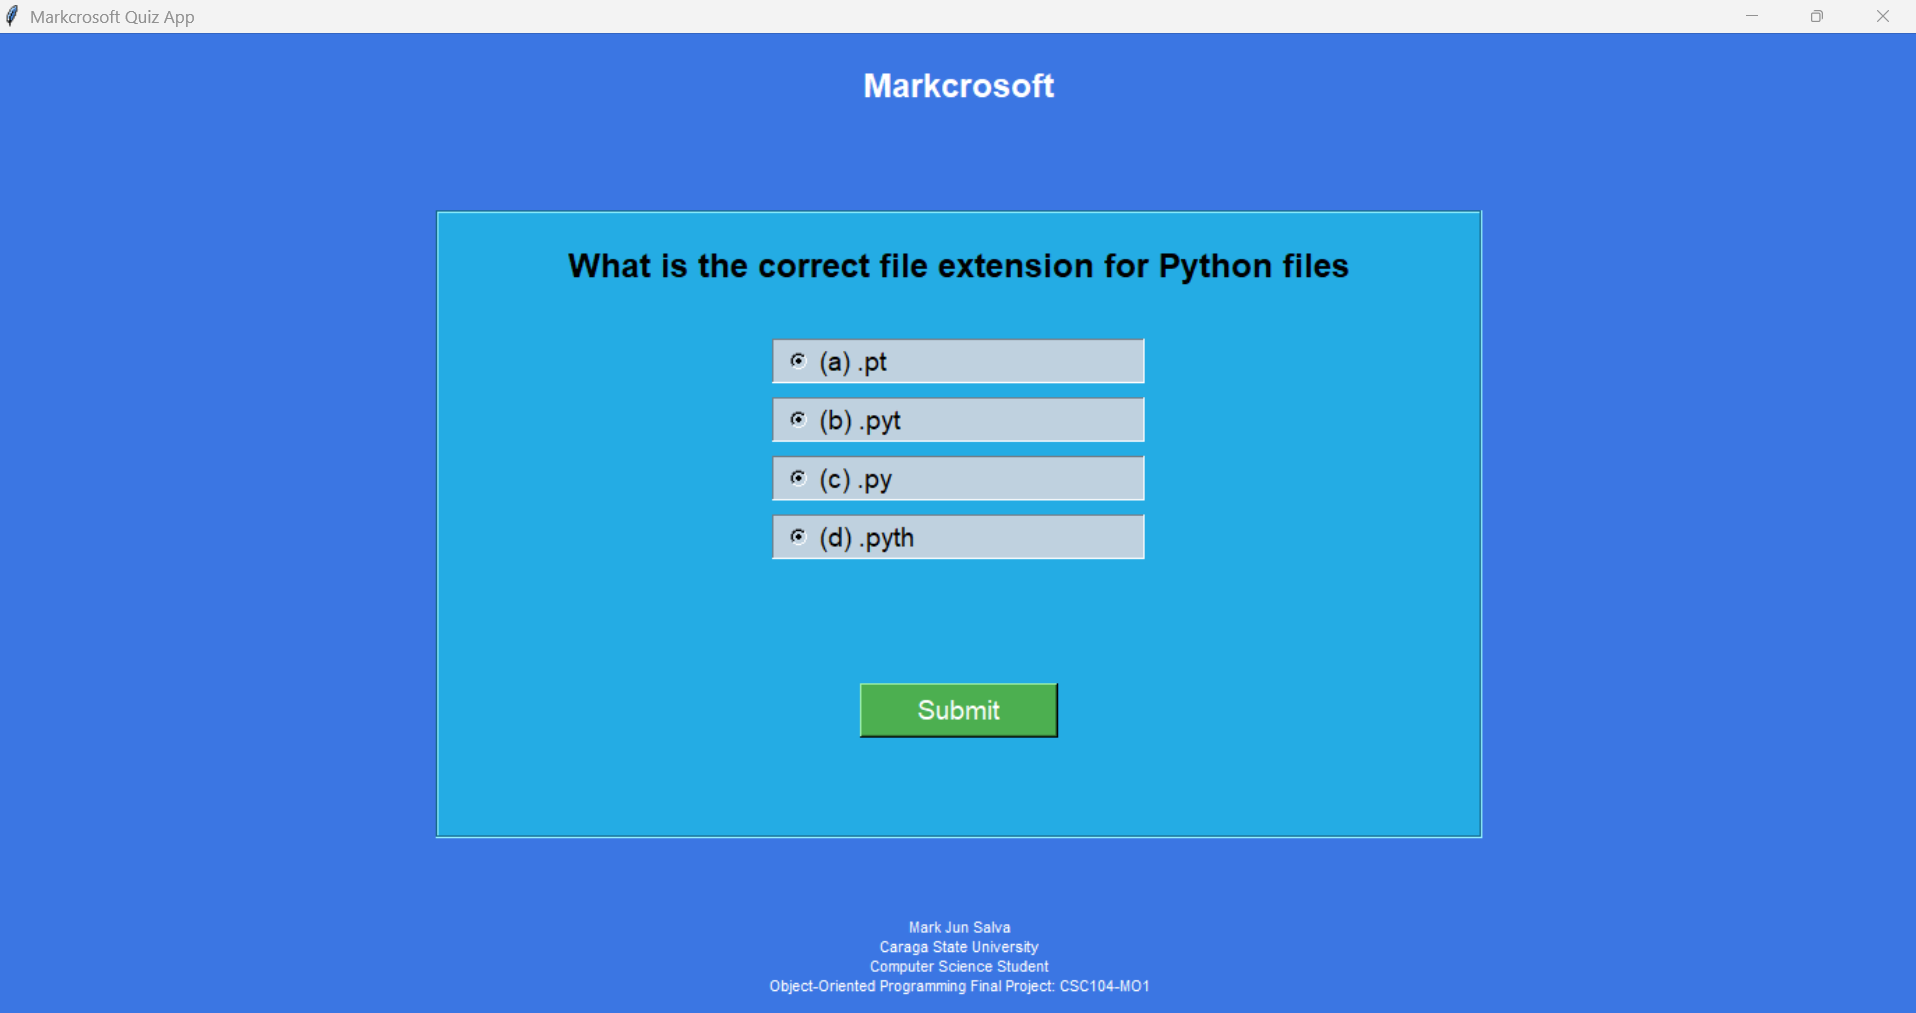 Markcrosoft Quiz App
Markcrosoft
What is the correct file extension for Python files
(a) .pt
(b) .pyt
(c) .py
(d) .pyth
Submit
Mark Jun Salva
Caraga State University
Computer Science Student
Object-Oriented Programming Final Project: CSC104-MO1